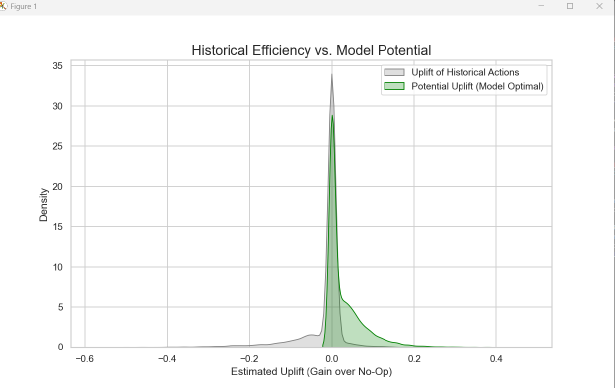 Figure 1
Historical Efficiency vs. Model Potential
Uplift of Historical Actions
Potential Uplift (Model Optimal)
35
30
25
20
15
10
5
0
Density
−0.6 −0.4 −0.2 0.0 0.2 0.4
Estimated Uplift (Gain over No-Op)